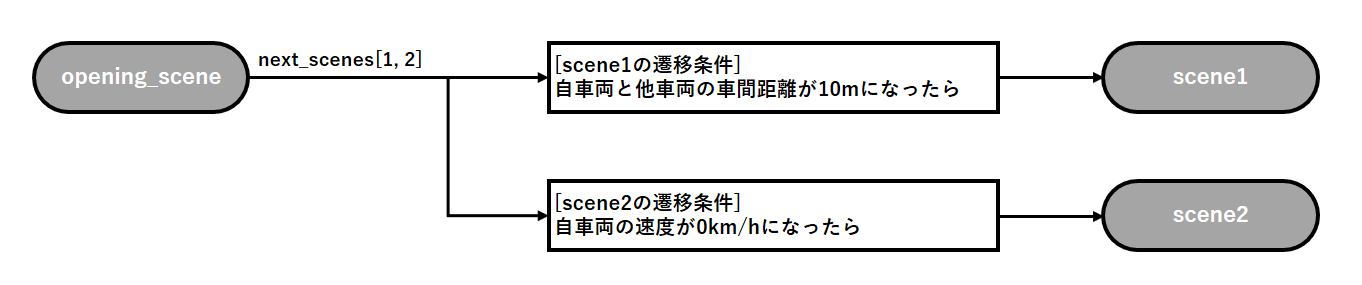 opening_scene
next_scenes[1, 2]
[scene1の遷移条件]
自車両と他車両の車間距離が10mになったら
scene1
[scene2の遷移条件]
自車両の速度が0km/hになったら
scene2